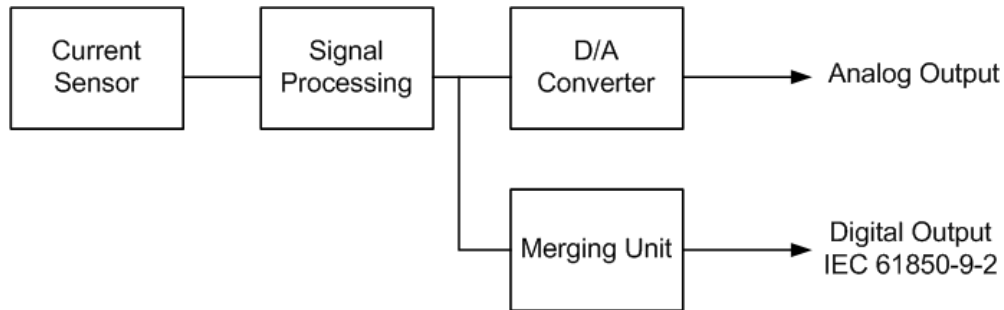 Current
Sensor
Signal
Processing
D/A
Converter
Analog Output
Merging Unit
Digital Output
IEC 61850-9-2